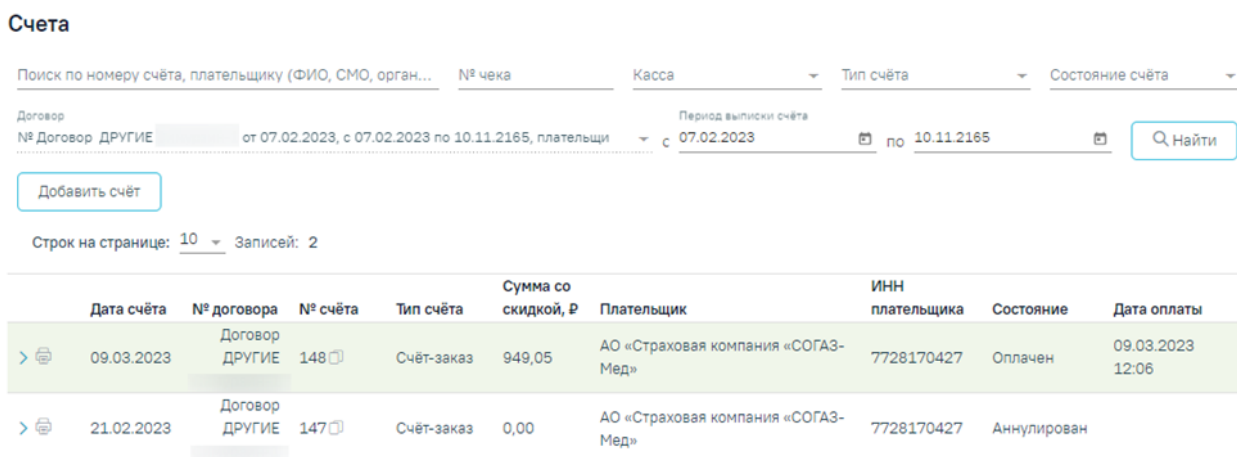 Счета
Поиск по номеру счёта, плательщику (ФИО, СМО, орган... № чека Касса Тип счёта Состояние счёта
Договор Период выписки счёта
№ Договор ДРУГИЕ от 07.02.2023, с 07.02.2023 по 10.11.2165, плательщи с 07.02.2023 по 10.11.2165 Найти
Добавить счёт
Строк на странице: 10 Записей: 2
Сумма со ИНН
Дата счёта № договора № счёта Тип счёта скидкой, ₽ Плательщик плательщика Состояние Дата оплаты
Договор
АО «Страховая компания «СОГАЗ- 09.03.2023
09.03.2023 ДРУГИЕ 148 Счёт-заказ 949,05 7728170427 Оплачен
Мед» 12:06
Договор
АО «Страховая компания «СОГАЗ-
21.02.2023 ДРУГИЕ 147 Счёт-заказ 0,00 7728170427 Аннулирован
Мед»